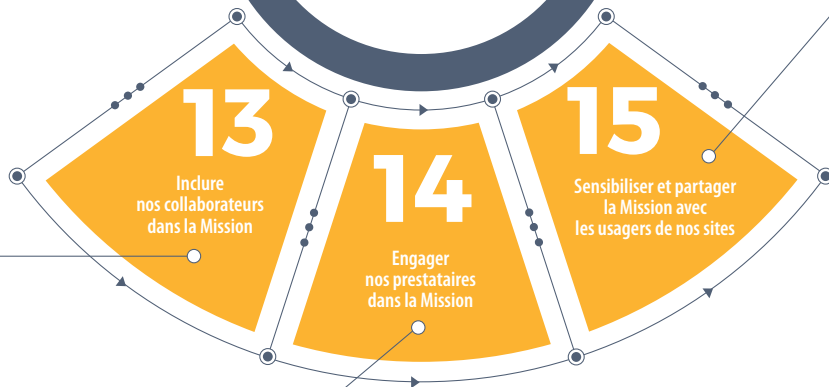 13
Inclure
nos collaborateurs
dans la Mission
14
Engager
nos prestataires
dans la Mission
15
Sensibiliser et partager
la Mission avec
les usagers de nos sites